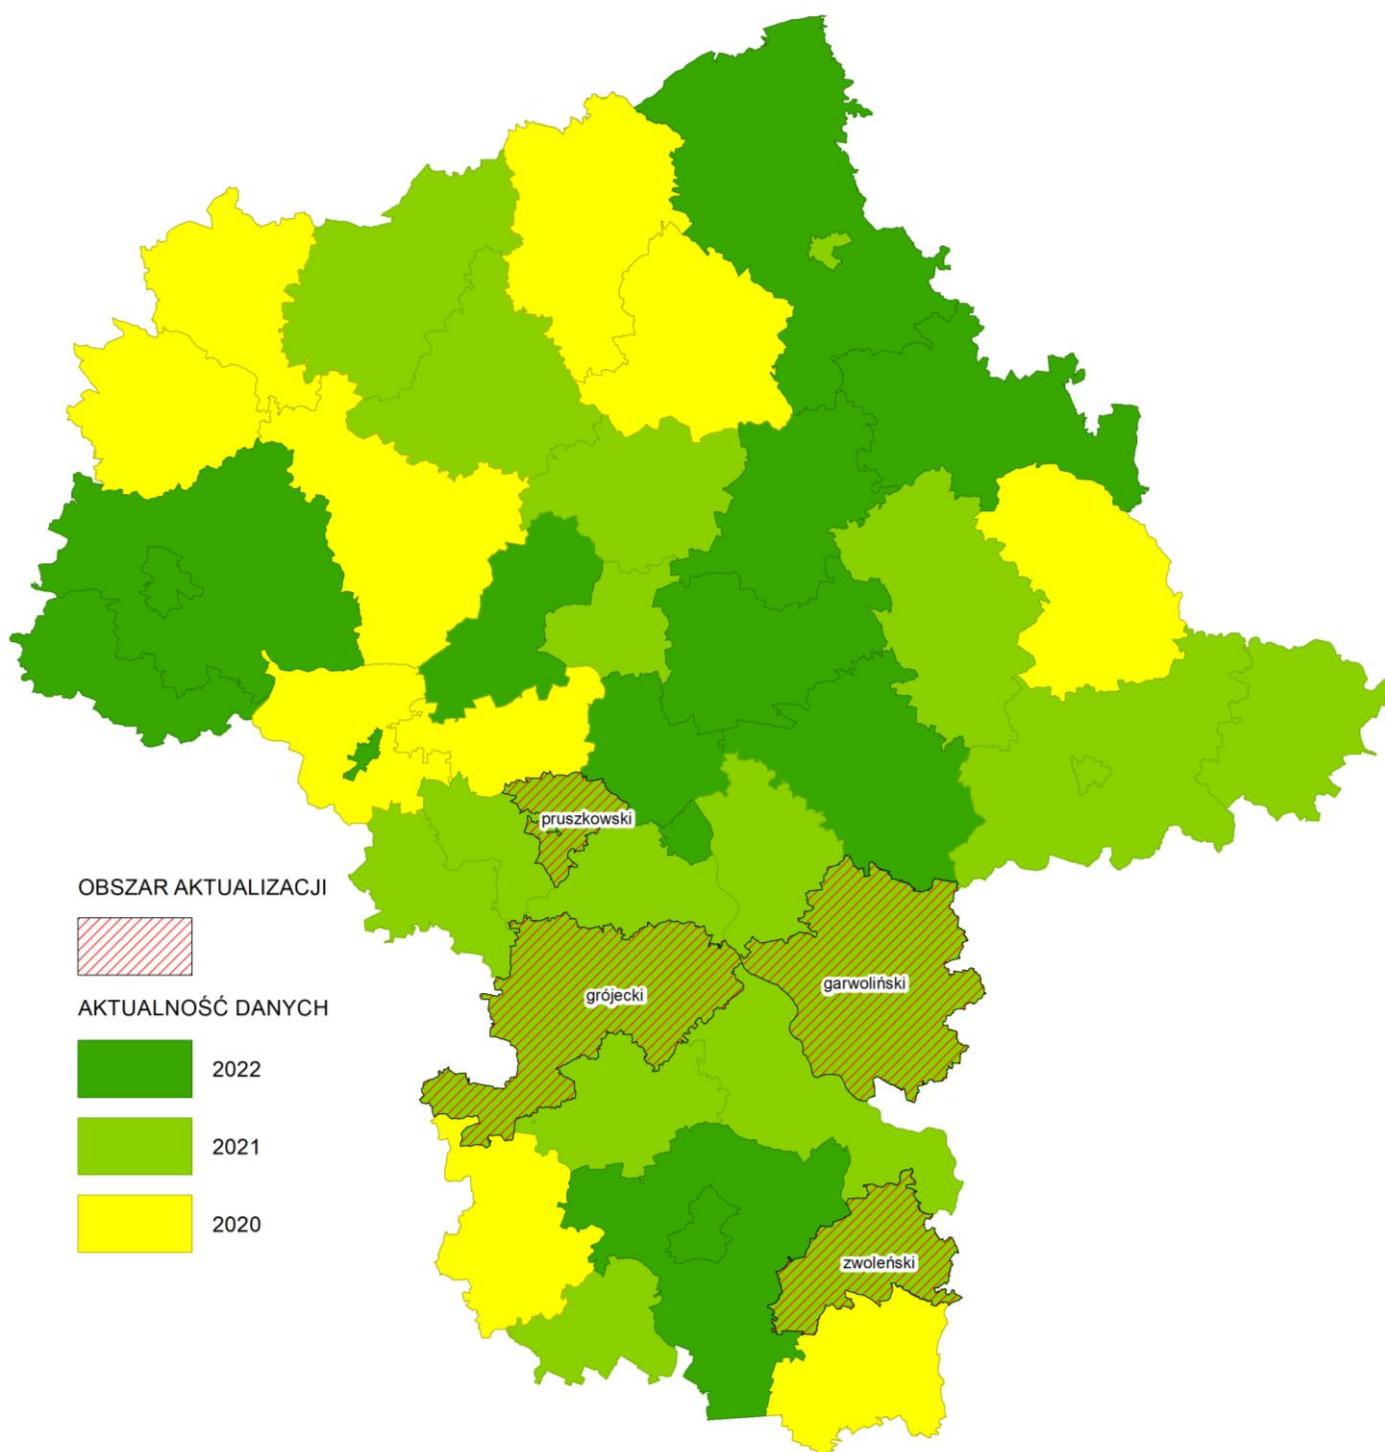 pruszkowski
OBSZAR AKTUALIZACJI
grójecki
garwoliński
AKTUALNOŚĆ DANYCH
2022
2021
2020
zwoleński